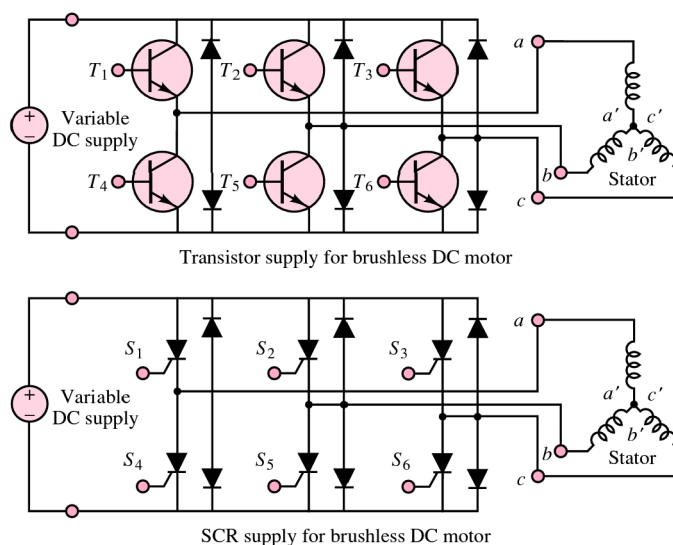 a
T1 T2 T3
+
−
Variable
DC supply
a′ c′
b′
b
Stator
T4 T5 T6
c
Transistor supply for brushless DC motor
a
S1 S2 S3
+
−
Variable
DC supply
a′ c′
b′
b
Stator
S4 S5 S6
c
SCR supply for brushless DC motor